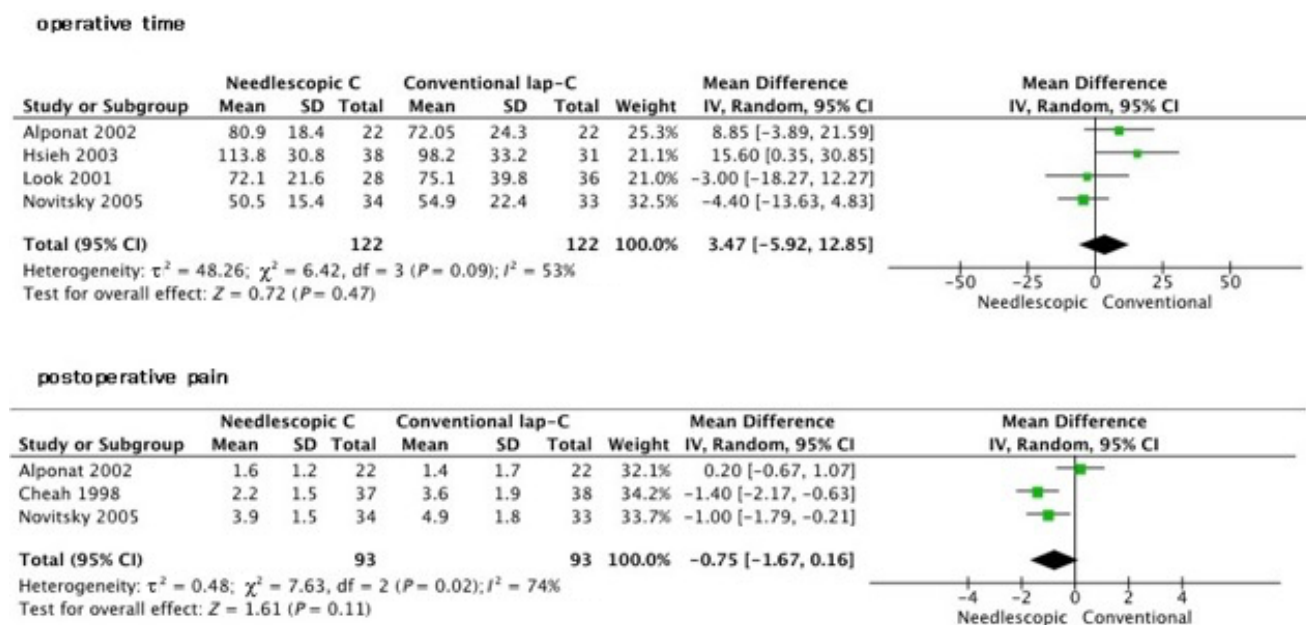 operative time
Needlescopic C Conventional lap-C Mean Difference Mean Difference
Study or Subgroup Mean SD Total Mean SD Total Weight IV, Random, 95% CI IV, Random, 95% CI
Alponat 2002 80.9 18.4 22 72.05 24.3 22 25.3% 8.85 [-3.89, 21.59]
Hsieh 2003 113.8 30.8 38 98.2 33.2 31 21.1% 15.60 [0.35, 30.85]
Look 2001 72.1 21.6 28 75.1 39.8 36 21.0% -3.00 [-18.27, 12.27]
Novitsky 2005 50.5 15.4 34 54.9 22.4 33 32.5% -4.40 [-13.63, 4.83]
Total (95% CI) 122 122 100.0% 3.47 [-5.92, 12.85]
Heterogeneity: τ² = 48.26; χ² = 6.42, df = 3 (P = 0.09); I² = 53%
Test for overall effect: Z = 0.72 (P = 0.47)
-50 -25 0 25 50
Needlescopic Conventional
postoperative pain
Needlescopic C Conventional lap-C Mean Difference Mean Difference
Study or Subgroup Mean SD Total Mean SD Total Weight IV, Random, 95% CI IV, Random, 95% CI
Alponat 2002 1.6 1.2 22 1.4 1.7 22 32.1% 0.20 [-0.67, 1.07]
Cheah 1998 2.2 1.5 37 3.6 1.9 38 34.2% -1.40 [-2.17, -0.63]
Novitsky 2005 3.9 1.5 34 4.9 1.8 33 33.7% -1.00 [-1.79, -0.21]
Total (95% CI) 93 93 100.0% -0.75 [-1.67, 0.16]
Heterogeneity: τ² = 0.48; χ² = 7.63, df = 2 (P = 0.02); I² = 74%
Test for overall effect: Z = 1.61 (P = 0.11)
-4 -2 0 2 4
Needlescopic Conventional